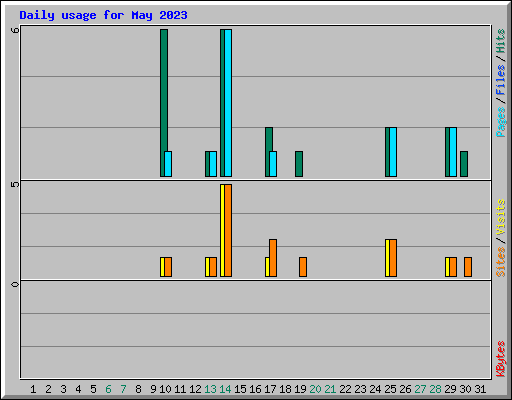 Daily usage for May 2023
6
5
0
Pages/Files/Hits
Sites/Visits
KBytes
1 2 3 4 5 6 7 8 9 10 11 12 13 14 15 16 17 18 19 20 21 22 23 24 25 26 27 28 29 30 31